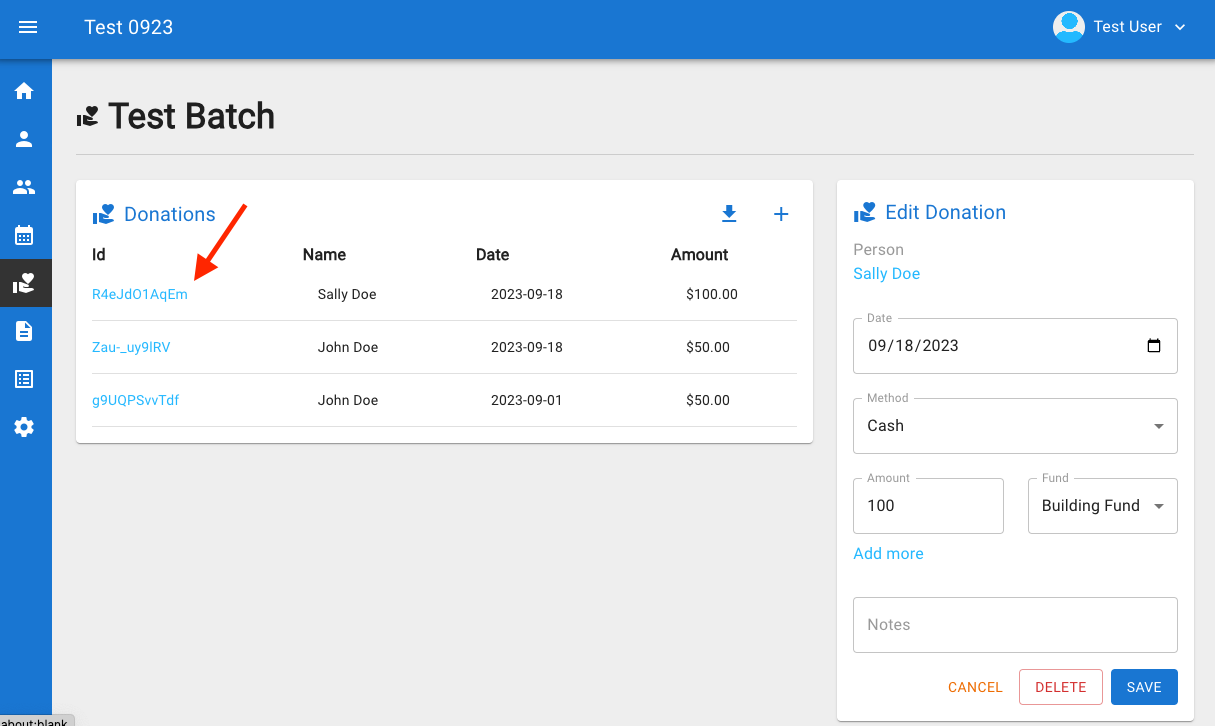 Test 0923
Test User
Test Batch
Donations
Id Name Date Amount
R4eJdO1AqEm Sally Doe 2023-09-18 $100.00
Zau-_uy9lRV John Doe 2023-09-18 $50.00
g9UQPSvvTdf John Doe 2023-09-01 $50.00
Edit Donation
Person
Sally Doe
Date
09/18/2023
Method
Cash
Amount
100
Fund
Building Fund
Add more
Notes
CANCEL DELETE SAVE
about:blank